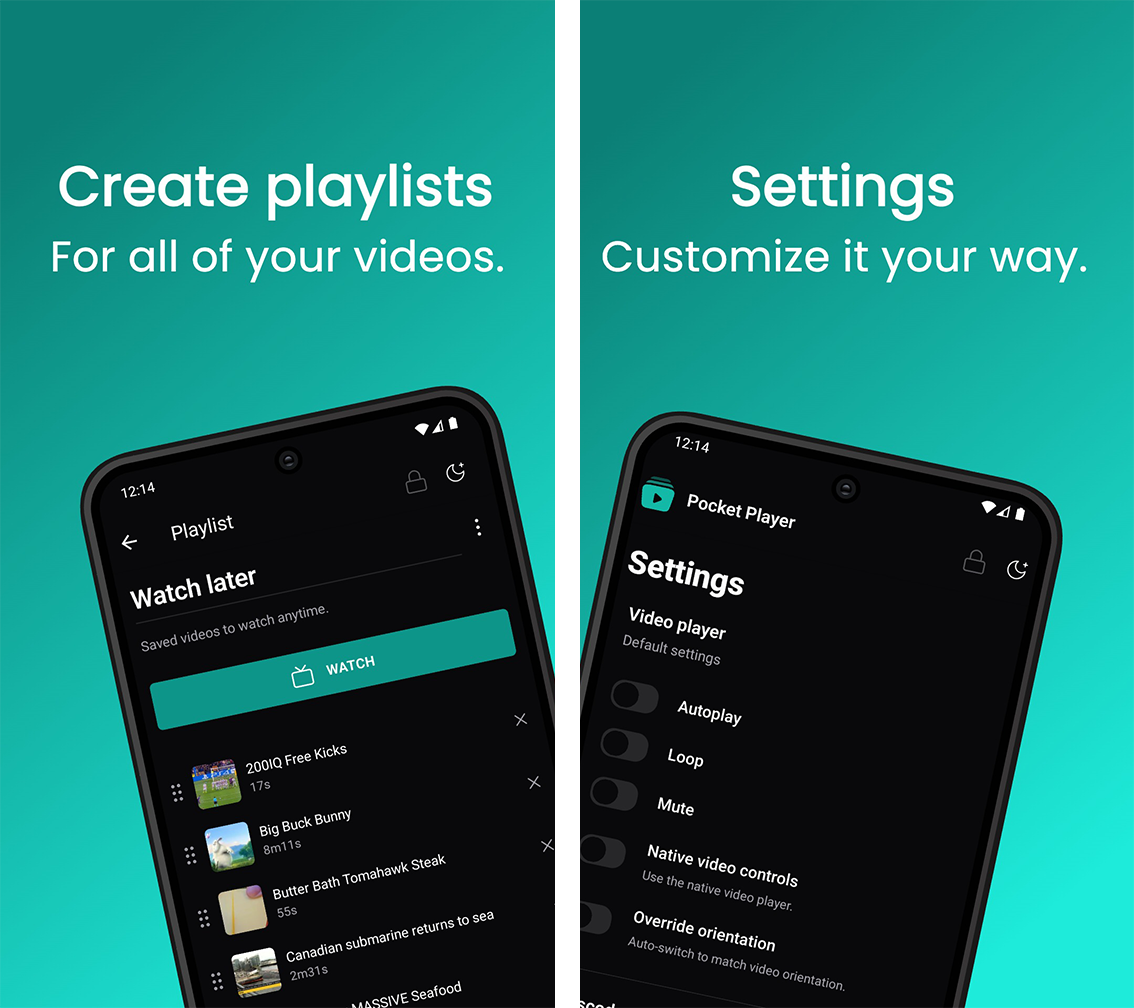 Create playlists
For all of your videos.
12:14
Playlist
Watch later
Saved videos to watch anytime.
WATCH
200IQ Free Kicks
17s
Big Buck Bunny
8m11s
Butter Bath Tomahawk Steak
55s
Canadian submarine returns to sea
2m31s
MASSIVE Seafood
Settings
Customize it your way.
12:14
Pocket Player
Settings
Video player
Default settings
Autoplay
Loop
Mute
Native video controls
Use the native video player.
Override orientation
Auto-switch to match video orientation.